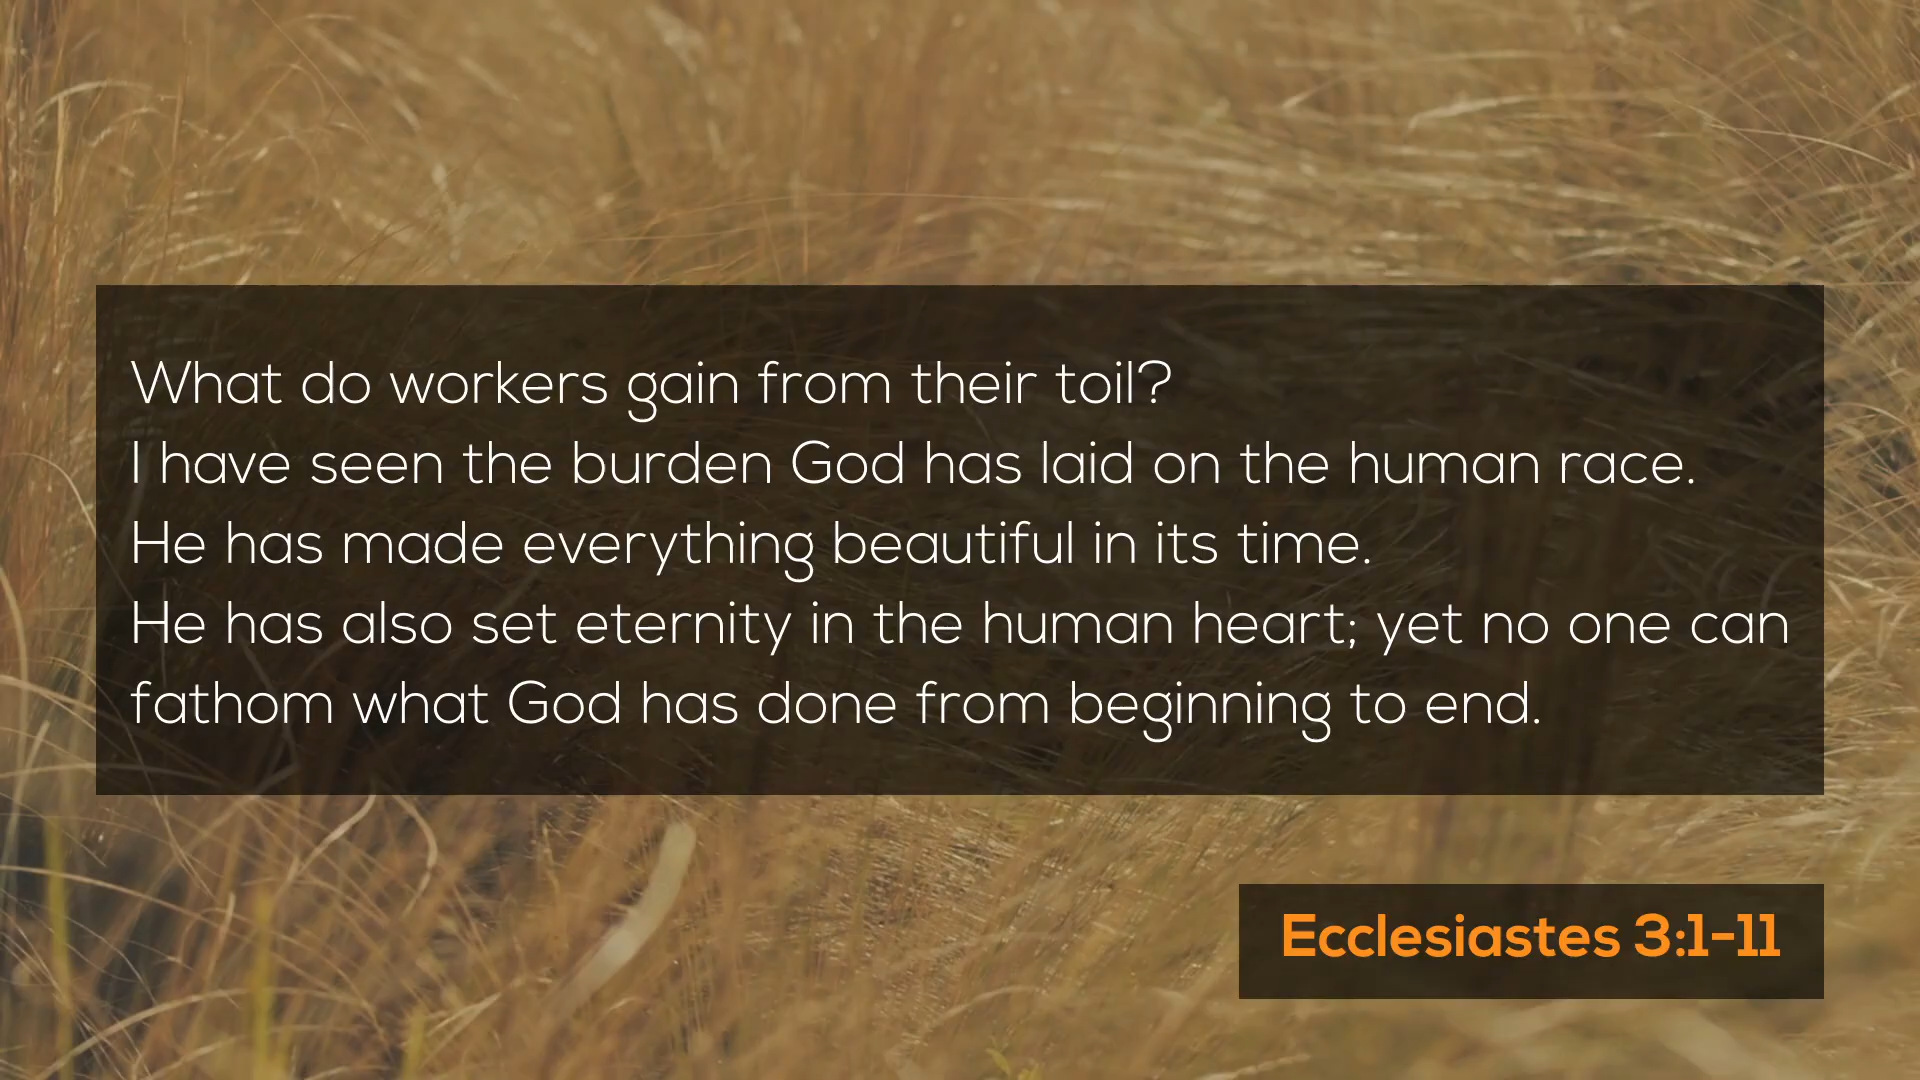 What do workers gain from their toil?
I have seen the burden God has laid on the human race.
He has made everything beautiful in its time.
He has also set eternity in the human heart; yet no one can
fathom what God has done from beginning to end.
Ecclesiastes 3:1-11